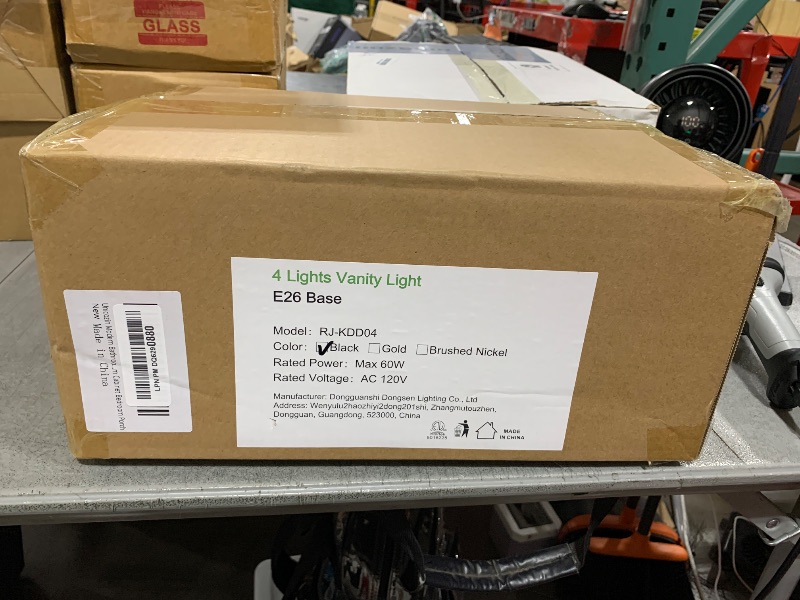 GLASS
100
4 Lights Vanity Light
E26 Base
Model: RJ-KDD04
Color: Black Gold Brushed Nickel
Rated Power: Max 60W
Rated Voltage: AC 120V
Manufacturer: Dongguanshi Dongsen Lighting Co., Ltd
Address: Wenyulu2haozhiyi2dong201shi, Zhangmutouzhen,
Dongguan, Guangdong, 523000, China
MADE
IN CHINA
New Made in China